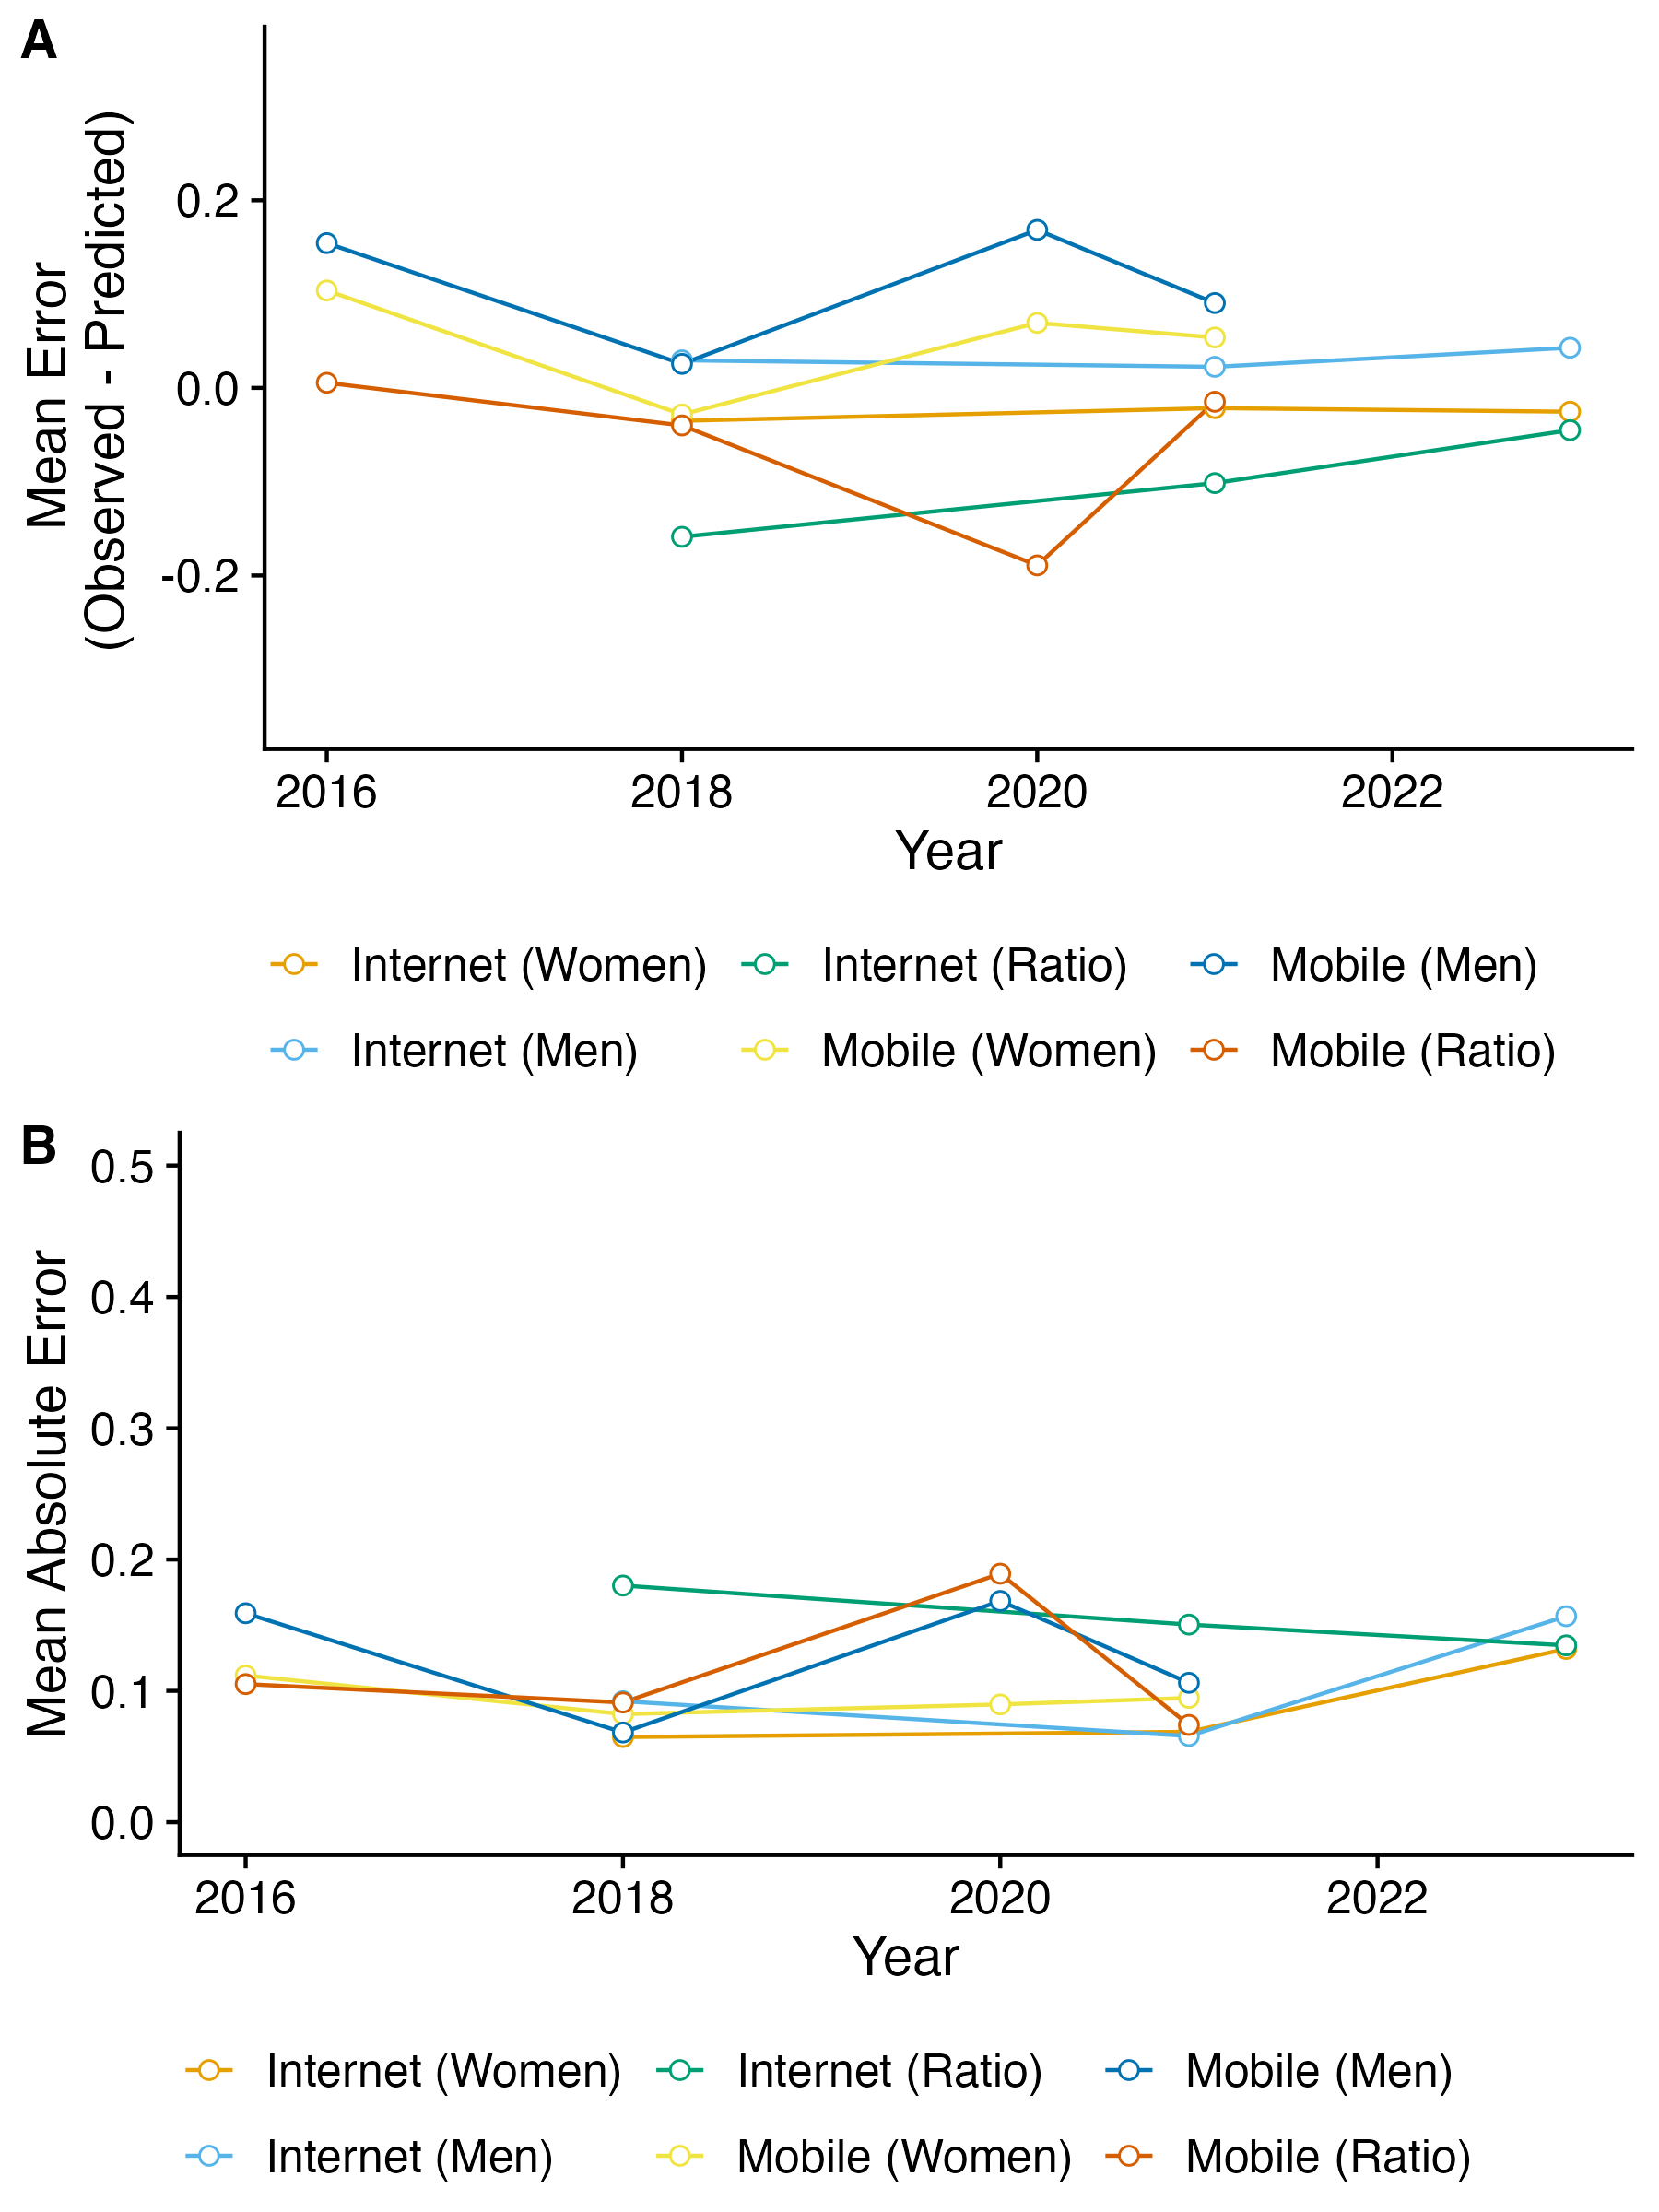 A
Mean Error
(Observed - Predicted)
0.2
0.0
-0.2
2016 2018 2020 2022
Year
Internet (Women) Internet (Ratio) Mobile (Men)
Internet (Men) Mobile (Women) Mobile (Ratio)
B
Mean Absolute Error
0.5
0.4
0.3
0.2
0.1
0.0
2016 2018 2020 2022
Year
Internet (Women) Internet (Ratio) Mobile (Men)
Internet (Men) Mobile (Women) Mobile (Ratio)